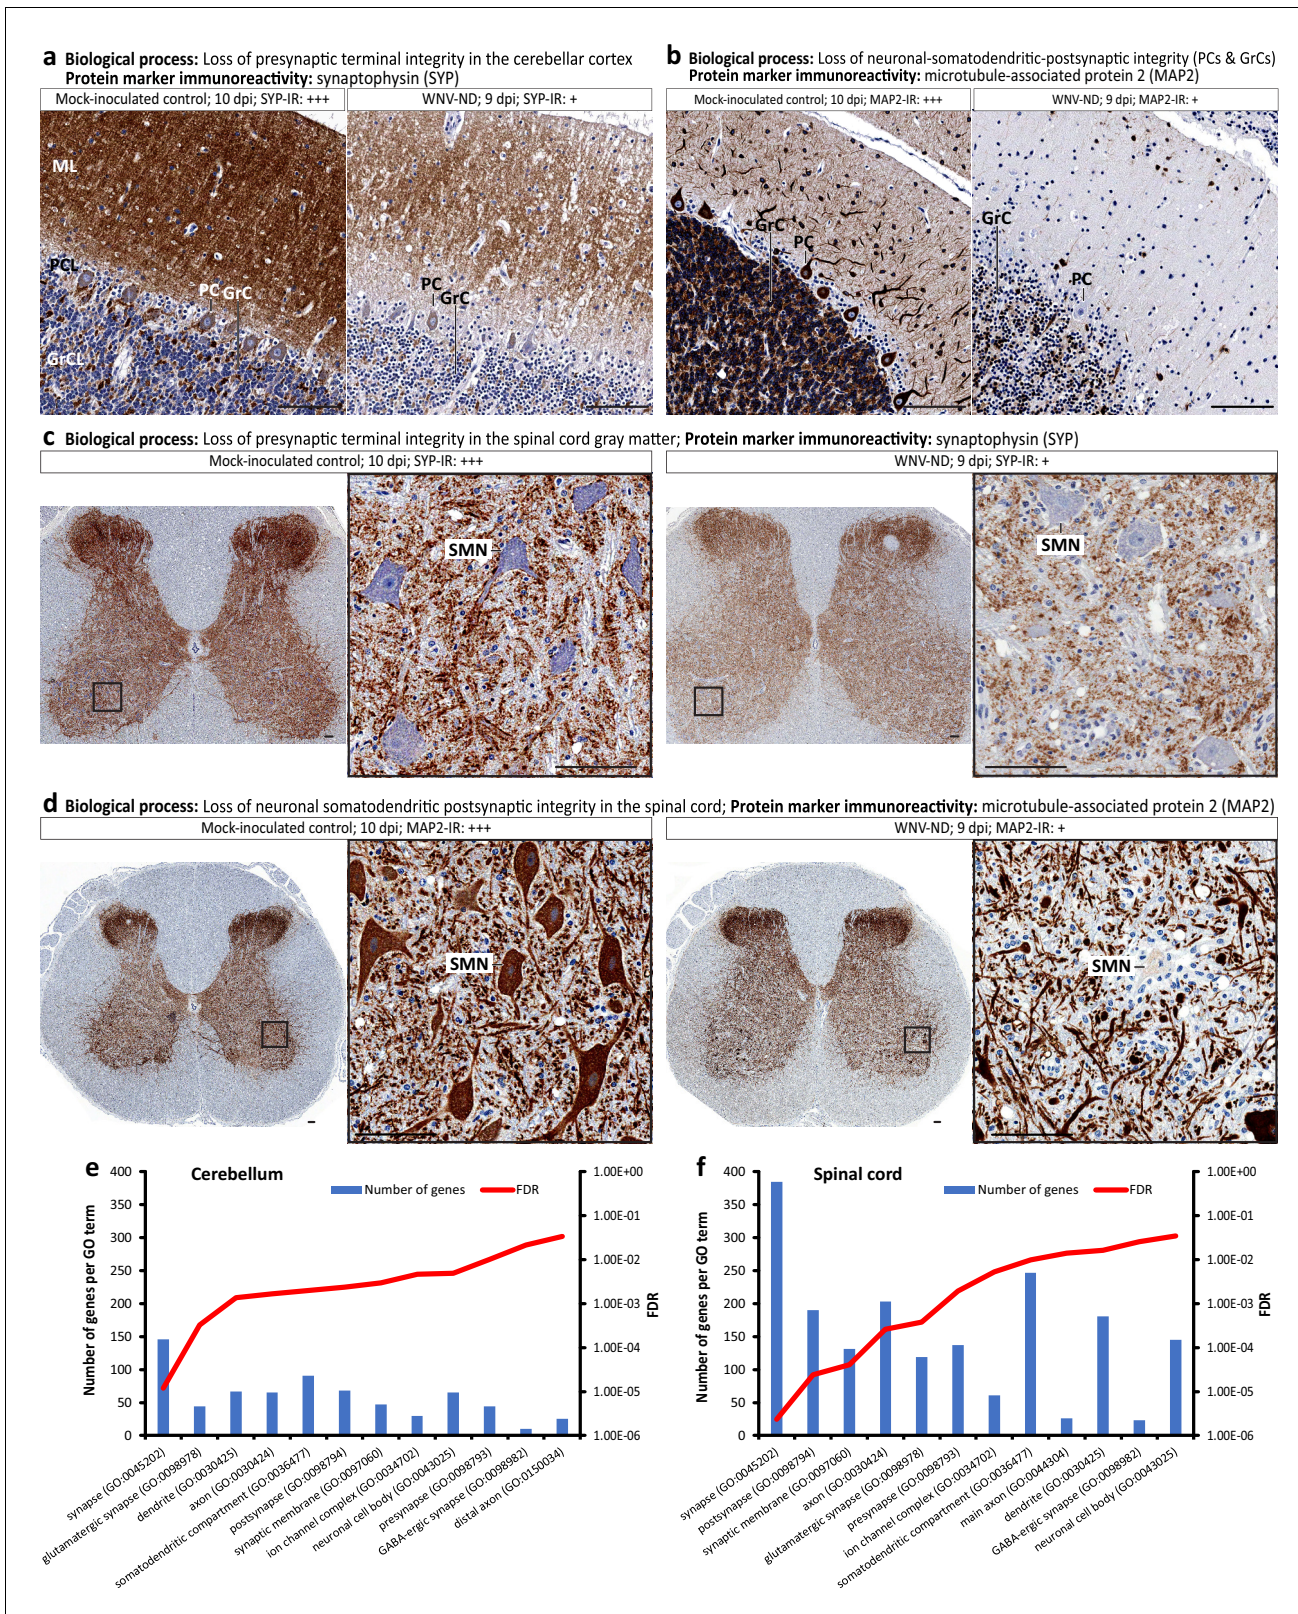 a Biological process: Loss of presynaptic terminal integrity in the cerebellar cortex
Protein marker immunoreactivity: synaptophysin (SYP)
Mock-inoculated control; 10 dpi; SYP-IR: +++
WNV-ND; 9 dpi; SYP-IR: +
ML
PCL
PC GrC
GrCL
PC
GrC
b Biological process: Loss of neuronal-somatodendritic-postsynaptic integrity (PCs & GrCs)
Protein marker immunoreactivity: microtubule-associated protein 2 (MAP2)
Mock-inoculated control; 10 dpi; MAP2-IR: +++
WNV-ND; 9 dpi; MAP2-IR: +
GrC
PC
GrC
PC
c Biological process: Loss of presynaptic terminal integrity in the spinal cord gray matter; Protein marker immunoreactivity: synaptophysin (SYP)
Mock-inoculated control; 10 dpi; SYP-IR: +++
WNV-ND; 9 dpi; SYP-IR: +
SMN
SMN
d Biological process: Loss of neuronal somatodendritic postsynaptic integrity in the spinal cord; Protein marker immunoreactivity: microtubule-associated protein 2 (MAP2)
Mock-inoculated control; 10 dpi; MAP2-IR: +++
WNV-ND; 9 dpi; MAP2-IR: +
SMN
SMN
e Cerebellum
Number of genes
FDR
Number of genes per GO term
400
350
300
250
200
150
100
50
0
1.00E+00
1.00E-01
1.00E-02
1.00E-03
1.00E-04
1.00E-05
1.00E-06
FDR
synapse (GO:0045202)
glutamatergic synapse (GO:0098978)
dendrite (GO:0030425)
axon (GO:0030424)
somatodendritic compartment (GO:0036477)
postsynapse (GO:0098794)
synaptic membrane (GO:0097060)
ion channel complex (GO:0034702)
neuronal cell body (GO:0043025)
presynapse (GO:0098793)
GABA-ergic synapse (GO:0098982)
distal axon (GO:0150034)
f Spinal cord
Number of genes
FDR
Number of genes per GO term
400
350
300
250
200
150
100
50
0
1.00E+00
1.00E-01
1.00E-02
1.00E-03
1.00E-04
1.00E-05
1.00E-06
FDR
synapse (GO:0045202)
postsynapse (GO:0098794)
synaptic membrane (GO:0097060)
axon (GO:0030424)
glutamatergic synapse (GO:0098978)
presynapse (GO:0098793)
ion channel complex (GO:0034702)
somatodendritic compartment (GO:0036477)
main axon (GO:0044304)
dendrite (GO:0030425)
GABA-ergic synapse (GO:0098982)
neuronal cell body (GO:0043025)